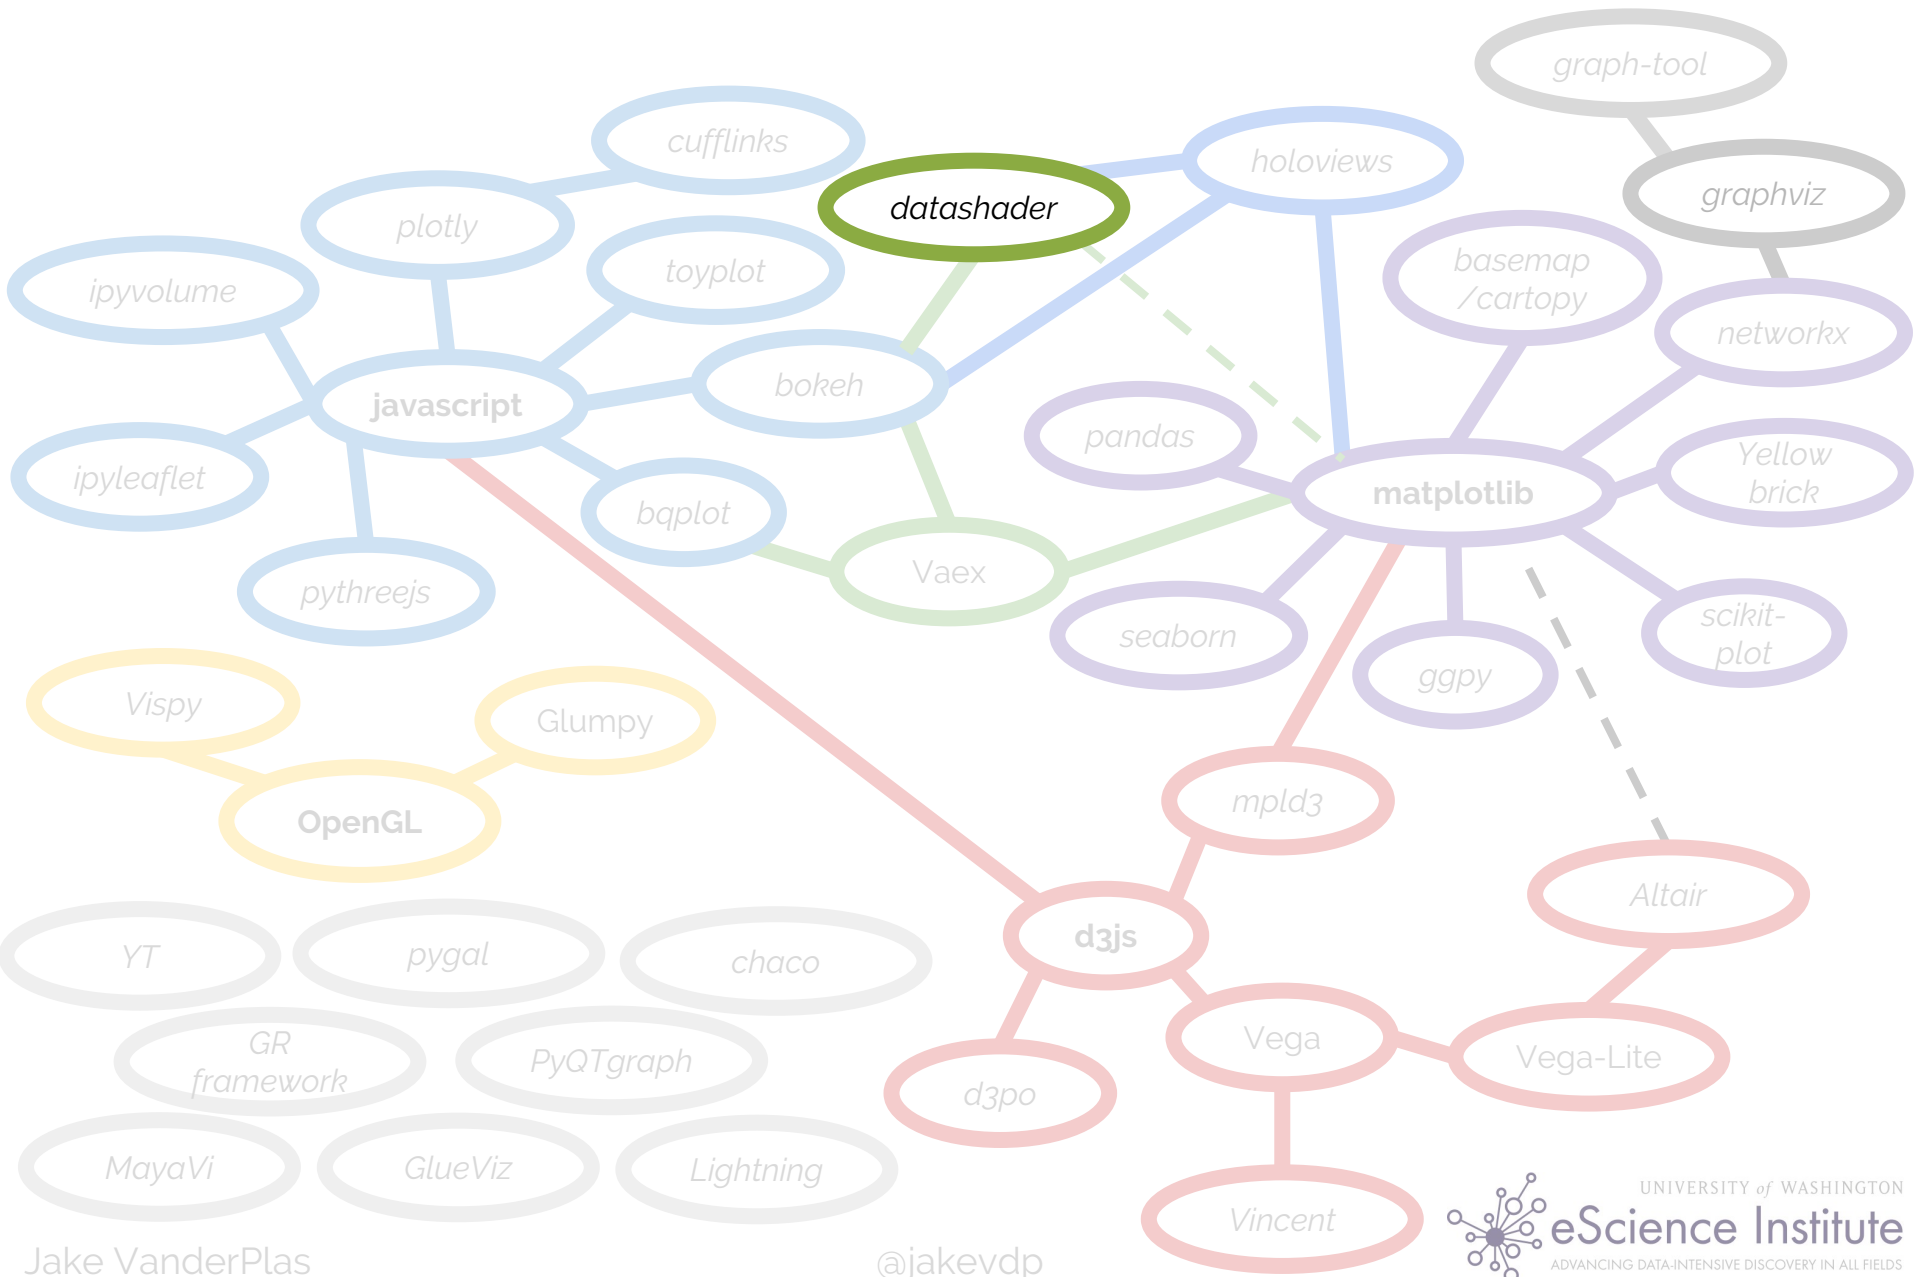 graph-tool
cufflinks
holoviews
datashader
graphviz
plotly
toyplot
basemap
/cartopy
ipyvolume
networkx
bokeh
javascript
pandas
Yellow
brick
ipyleaflet
bqplot
matplotlib
Vaex
pythreejs
seaborn
scikit-
plot
ggpy
Vispy
Glumpy
OpenGL
mpld3
Altair
YT
pygal
chaco
d3js
GR
framework
PyQTgraph
Vega
Vega-Lite
d3po
MayaVi
GlueViz
Lightning
Vincent
UNIVERSITY of WASHINGTON
eScience Institute
ADVANCING DATA-INTENSIVE DISCOVERY IN ALL FIELDS
Jake VanderPlas
@jakevdp